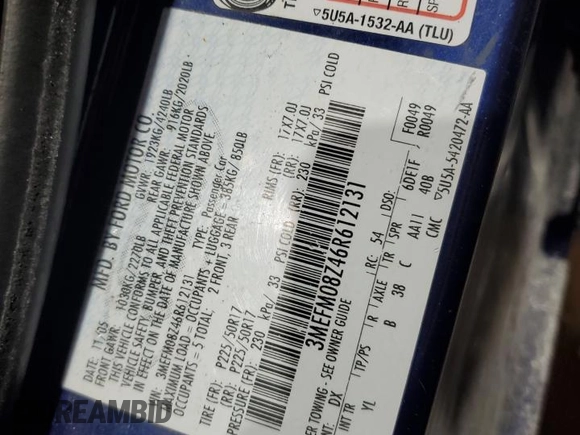 5U5A-1532-AA (TLU)
MFD. BY FORD MOTOR CO.
11/05 GVWR: 1923KG/4240LB
FRONT GAWR: 1030KG/2270LB REAR GAWR: 916KG/2020LB
THIS VEHICLE CONFORMS TO ALL APPLICABLE FEDERAL MOTOR
VEHICLE SAFETY, BUMPER, AND THEFT PREVENTION STANDARDS
IN EFFECT ON THE DATE OF MANUFACTURE SHOWN ABOVE.
3MEFM08Z46R612131 TYPE: Passenger Car
MAXIMUM LOAD = OCCUPANTS + LUGGAGE = 385KG/850LB
OCCUPANTS = 5 TOTAL; 2 FRONT, 3 REAR
TIRE (FR): P225/50R17 RIMS (FR): 17X7.0J
(RR): P225/50R17 (RR): 17X7.0J
PRESSURE (FR): 230 kPa/ 33 PSI COLD (RR): 230 kPa/ 33 PSI COLD
3MEFM08Z46R612131
TRAILER TOWING - SEE OWNER GUIDE
EXT PNT: DX RC: 54 DSO: F0049
R0049
INT TR TP/PS R AXLE TR SPR 6DE1F
YL B 38 C AA11 40B
CMC 5U5A-5420472-AA